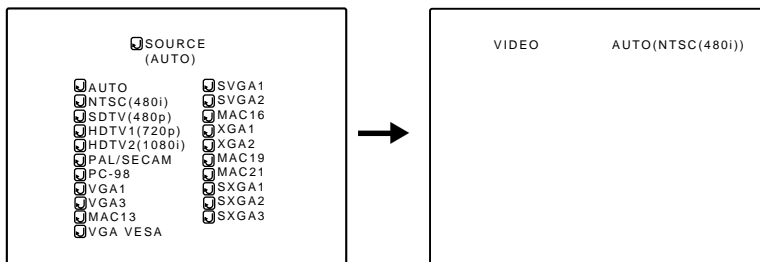 SOURCE
(AUTO)
AUTO
NTSC(480i)
SDTV(480p)
HDTV1(720p)
HDTV2(1080i)
PAL/SECAM
PC-98
VGA1
VGA3
MAC13
VGA VESA
SVGA1
SVGA2
MAC16
XGA1
XGA2
MAC19
MAC21
SXGA1
SXGA2
SXGA3
VIDEO AUTO(NTSC(480i))